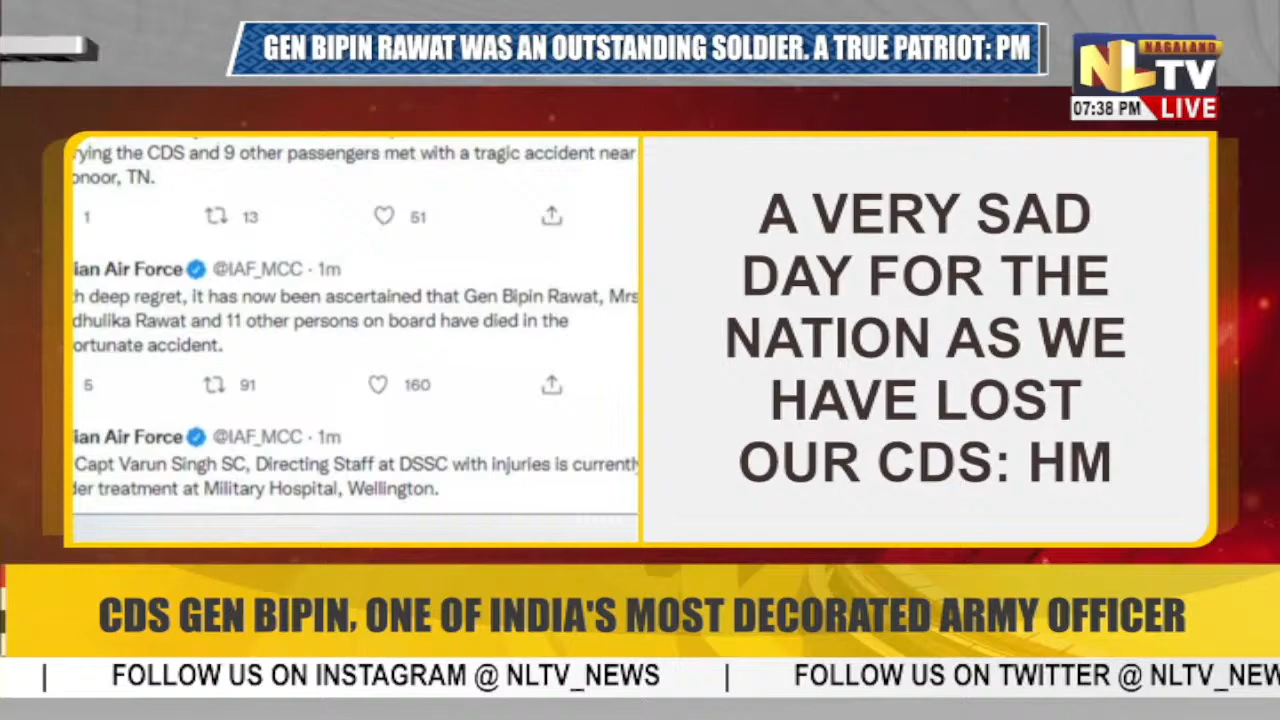 GEN BIPIN RAWAT WAS AN OUTSTANDING SOLDIER. A TRUE PATRIOT: PM
NAGALAND
NLTV
07:38 PM LIVE
rying the CDS and 9 other passengers met with a tragic accident near
onoor, TN.
1 13 51
ian Air Force @IAF_MCC · 1m
h deep regret, it has now been ascertained that Gen Bipin Rawat, Mrs
dhulika Rawat and 11 other persons on board have died in the
ortunate accident.
5 91 160
ian Air Force @IAF_MCC · 1m
Capt Varun Singh SC, Directing Staff at DSSC with injuries is currently
der treatment at Military Hospital, Wellington.
A VERY SAD
DAY FOR THE
NATION AS WE
HAVE LOST
OUR CDS: HM
CDS GEN BIPIN, ONE OF INDIA'S MOST DECORATED ARMY OFFICER
| FOLLOW US ON INSTAGRAM @ NLTV_NEWS | FOLLOW US ON TWITTER @ NLTV_NEW